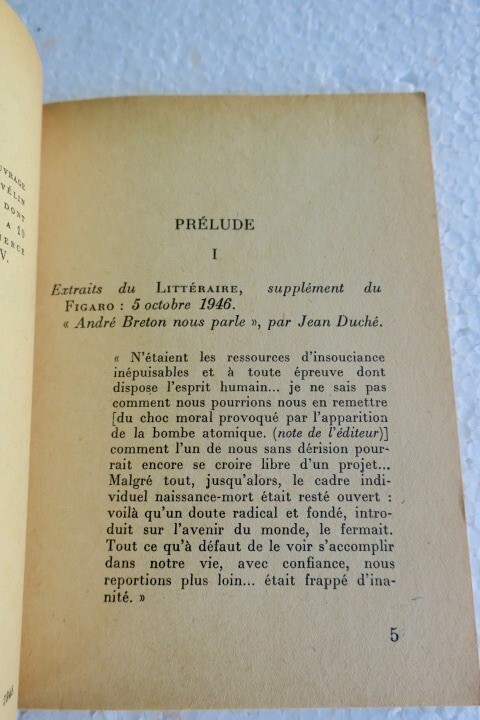 UVRAGE
VÉLIN
DONT
A 10
MERCE
V.
PRÉLUDE
I
Extraits du LITTÉRAIRE, supplément du
FIGARO : 5 octobre 1946.
« André Breton nous parle », par Jean Duché.
« N'étaient les ressources d'insouciance
inépuisables et à toute épreuve dont
dispose l'esprit humain... je ne sais pas
comment nous pourrions nous en remettre
[du choc moral provoqué par l'apparition
de la bombe atomique. (note de l'éditeur)]
comment l'un de nous sans dérision pour-
rait encore se croire libre d'un projet...
Malgré tout, jusqu'alors, le cadre indi-
viduel naissance-mort était resté ouvert :
voilà qu'un doute radical et fondé, intro-
duit sur l'avenir du monde, le fermait.
Tout ce qu'à défaut de le voir s'accomplir
dans notre vie, avec confiance, nous
reportions plus loin... était frappé d'ina-
nité. »
5